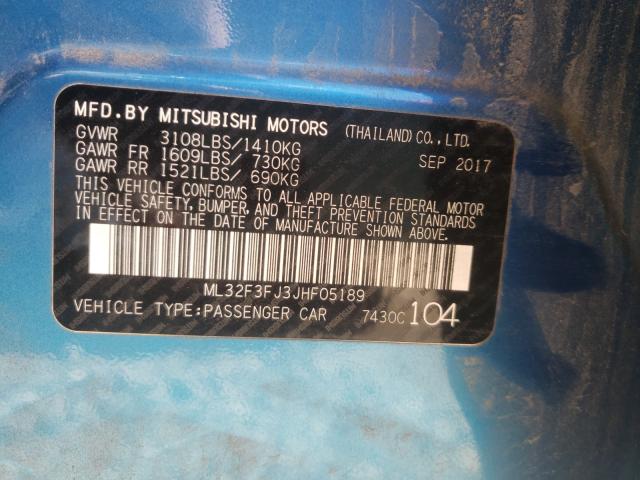 MFD.BY MITSUBISHI MOTORS (THAILAND) CO., LTD.
GVWR 3108LBS/1410KG SEP 2017
GAWR FR 1609LBS/ 730KG
GAWR RR 1521LBS/ 690KG
THIS VEHICLE CONFORMS TO ALL APPLICABLE FEDERAL MOTOR
VEHICLE SAFETY, BUMPER, AND THEFT PREVENTION STANDARDS
IN EFFECT ON THE DATE OF MANUFACTURE SHOWN ABOVE.
ML32F3FJ3JHF05189
VEHICLE TYPE:PASSENGER CAR 7430C 104